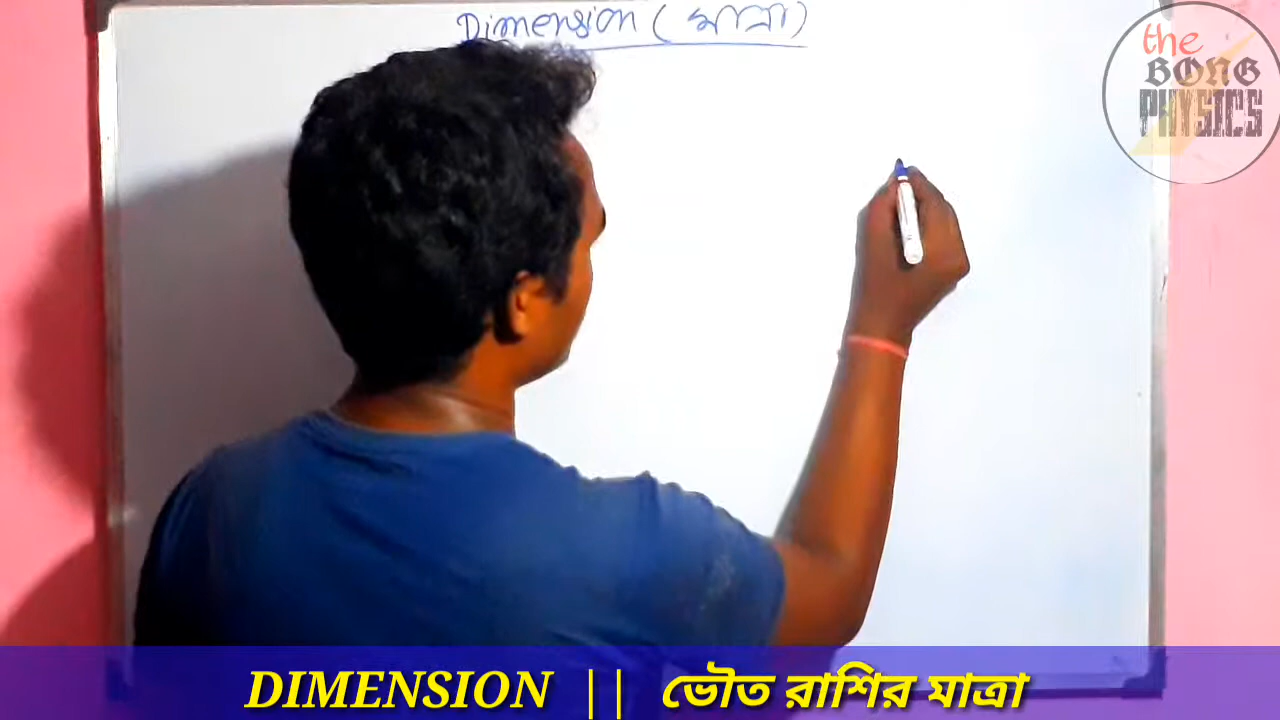 Dimension (মাত্রা)
the
BONG
PHYSICS
DIMENSION || ভৌত রাশির মাত্রা